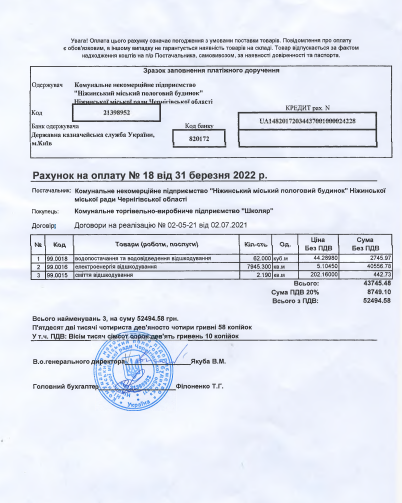 Увага! Оплата цього рахунку означає погодження з умовами поставки товарів. Повідомлення про оплату
є обов'язковим, в іншому випадку не гарантується наявність товарів на складі. Товар відпускається за фактом
надходження коштів на п/р Постачальника, самовивозом, за наявності довіреності та паспорта.
Зразок заповнення платіжного доручення
Одержувач Комунальне некомерційне підприємство
"Ніжинський міський пологовий будинок"
Ніжинської міської ради Чернігівської області
Код 21398952 КРЕДИТ рах. N
UA148201720344370001000024228
Банк одержувача Код банку
Державна казначейська служба України,
м.Київ 820172
Рахунок на оплату № 18 від 31 березня 2022 р.
Постачальник: Комунальне некомерційне підприємство "Ніжинський міський пологовий будинок" Ніжинської
міської ради Чернігівської області
Покупець: Комунальне торгівельно-виробниче підприємство "Школяр"
Договір: Договори на реалізацію № 02-05-21 від 02.07.2021
№ Код Товари (роботи, послуги) Кіл-сть Од. Ціна Без ПДВ Сума Без ПДВ
1 99.0018 водопостачання та водовідведення відшкодування 62,000 куб.м 44.28980 2745.97
2 99.0016 електроенергія відшкодування 7945,300 кв.м 5.10450 40556.78
3 99.0015 сміття відшкодування 2,190 кв.м 202.16000 442.73
Всього: 43745.48
Сума ПДВ 20% 8749.10
Всього з ПДВ: 52494.58
Всього найменувань 3, на суму 52494.58 грн.
П'ятдесят дві тисячі чотириста дев'яносто чотири гривні 58 копійок
У т.ч. ПДВ: Вісім тисяч сімсот сорок дев'ять гривень 10 копійок
В.о.генерального директора Якуба В.М.
Головний бухгалтер Філоненко Т.Г.
Україна